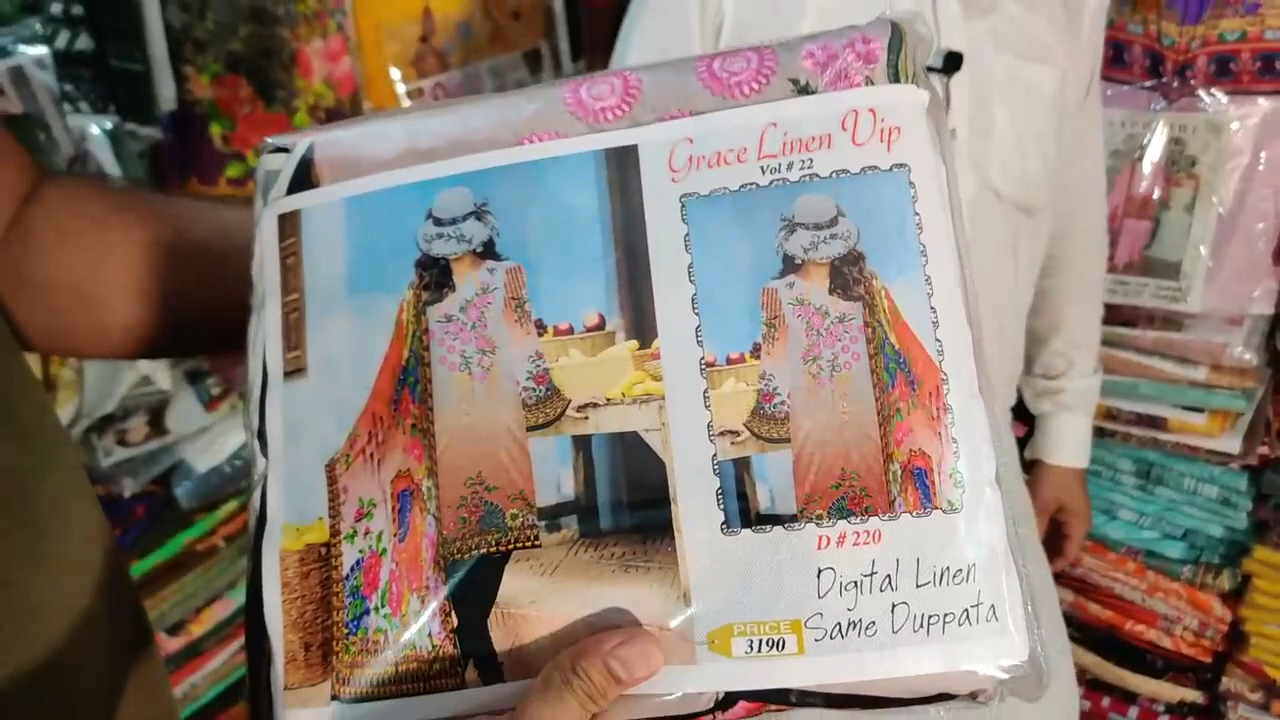 Grace Linen Vip
Vol # 22
D # 220
Digital Linen
Same Duppata
PRICE
3190